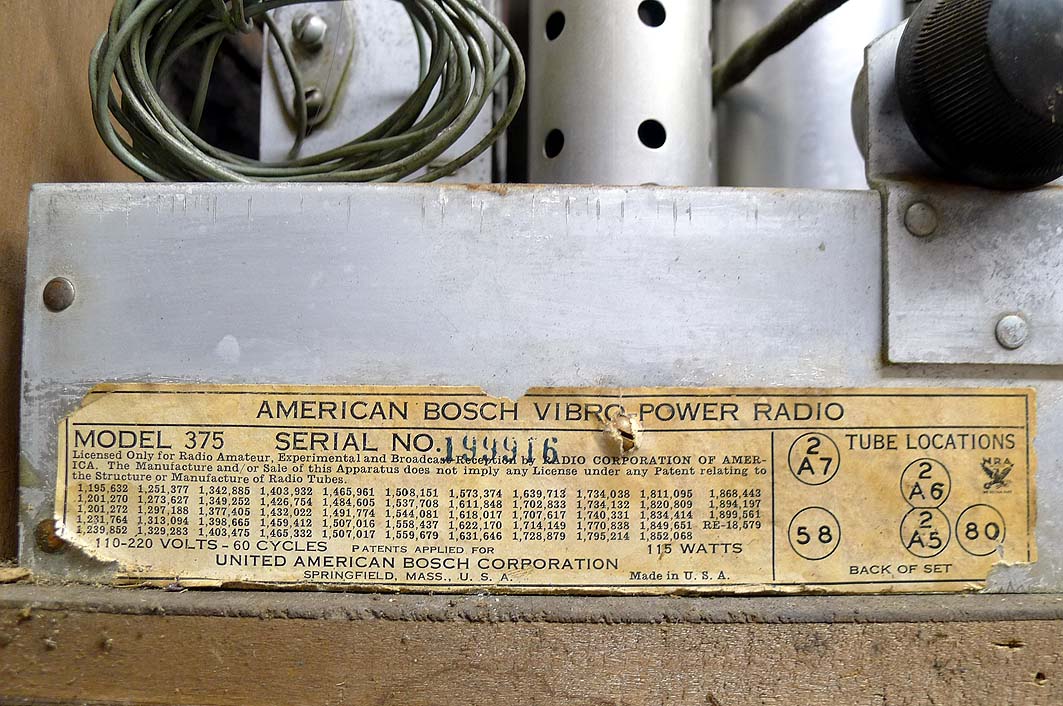 AMERICAN BOSCH VIBRO-POWER RADIO
MODEL 375 SERIAL NO. 199916
Licensed Only for Radio Amateur, Experimental and Broadcast Reception by RADIO CORPORATION OF AMER-
ICA. The Manufacture and/or Sale of this Apparatus does not imply any License under any Patent relating to
the Structure or Manufacture of Radio Tubes.
1,195,632 1,251,377 1,342,885 1,403,932 1,465,961 1,508,151 1,573,374 1,639,713 1,734,038 1,811,095 1,868,443
1,201,270 1,273,627 1,349,252 1,426,754 1,484,605 1,537,708 1,611,848 1,702,833 1,734,132 1,820,809 1,894,197
1,201,272 1,297,188 1,377,405 1,432,022 1,491,774 1,544,081 1,618,017 1,707,617 1,740,331 1,834,414 1,899,561
1,231,764 1,313,094 1,398,665 1,459,412 1,507,016 1,558,437 1,622,170 1,714,149 1,770,838 1,849,651 RE-18,579
1,239,852 1,329,283 1,403,475 1,465,332 1,507,017 1,559,679 1,631,646 1,728,879 1,795,214 1,852,068
110-220 VOLTS - 60 CYCLES PATENTS APPLIED FOR 115 WATTS
UNITED AMERICAN BOSCH CORPORATION
SPRINGFIELD, MASS., U. S. A. Made in U. S. A.
TUBE LOCATIONS
2
A7
2
A6
NRA
58
2
A5
80
BACK OF SET